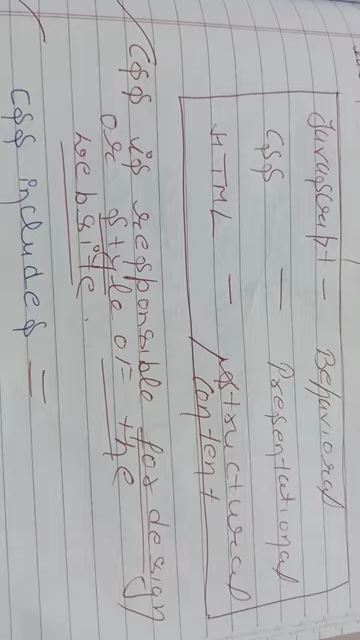 Javascript - Behavioral
CSS - Presentational
HTML - structural
content
CSS is responsible for design
or style of the
website.
CSS includes -